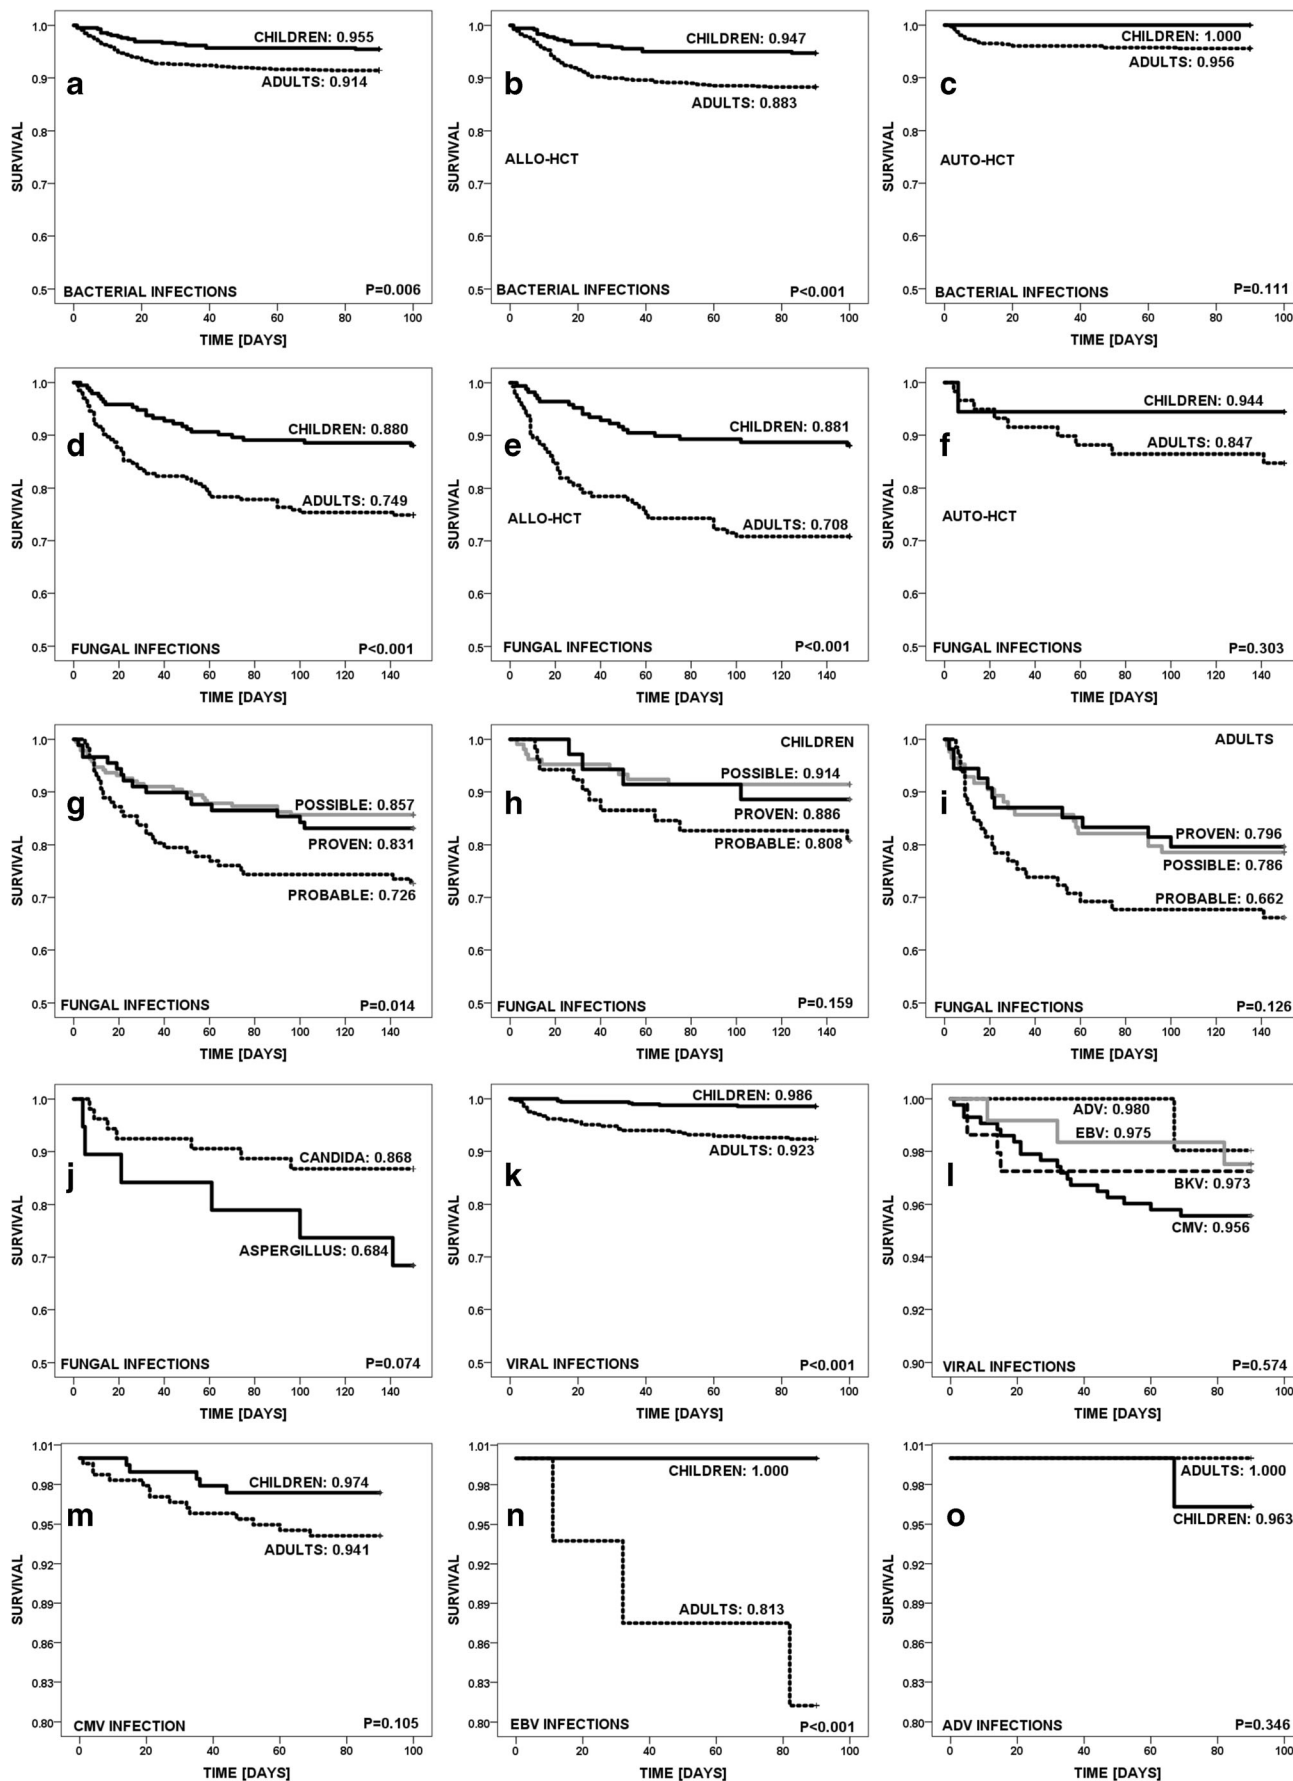 a
SURVIVAL
1.0
0.9
0.8
0.7
0.6
0.5
CHILDREN: 0.955
ADULTS: 0.914
BACTERIAL INFECTIONS
P=0.006
0 20 40 60 80 100
TIME [DAYS]
b
SURVIVAL
1.0
0.9
0.8
0.7
0.6
0.5
CHILDREN: 0.947
ADULTS: 0.883
ALLO-HCT
BACTERIAL INFECTIONS
P<0.001
0 20 40 60 80 100
TIME [DAYS]
c
SURVIVAL
1.0
0.9
0.8
0.7
0.6
0.5
CHILDREN: 1.000
ADULTS: 0.956
AUTO-HCT
BACTERIAL INFECTIONS
P=0.111
0 20 40 60 80 100
TIME [DAYS]
d
SURVIVAL
1.0
0.9
0.8
0.7
0.6
0.5
CHILDREN: 0.880
ADULTS: 0.749
FUNGAL INFECTIONS
P<0.001
0 20 40 60 80 100 120 140
TIME [DAYS]
e
SURVIVAL
1.0
0.9
0.8
0.7
0.6
0.5
CHILDREN: 0.881
ADULTS: 0.708
ALLO-HCT
FUNGAL INFECTIONS
P<0.001
0 20 40 60 80 100 120 140
TIME [DAYS]
f
SURVIVAL
1.0
0.9
0.8
0.7
0.6
0.5
CHILDREN: 0.944
ADULTS: 0.847
AUTO-HCT
FUNGAL INFECTIONS
P=0.303
0 20 40 60 80 100 120 140
TIME [DAYS]
g
SURVIVAL
1.0
0.9
0.8
0.7
0.6
0.5
POSSIBLE: 0.857
PROVEN: 0.831
PROBABLE: 0.726
FUNGAL INFECTIONS
P=0.014
0 20 40 60 80 100 120 140
TIME [DAYS]
h
SURVIVAL
1.0
0.9
0.8
0.7
0.6
0.5
CHILDREN
POSSIBLE: 0.914
PROVEN: 0.886
PROBABLE: 0.808
FUNGAL INFECTIONS
P=0.159
0 20 40 60 80 100 120 140
TIME [DAYS]
i
SURVIVAL
1.0
0.9
0.8
0.7
0.6
0.5
ADULTS
PROVEN: 0.796
POSSIBLE: 0.786
PROBABLE: 0.662
FUNGAL INFECTIONS
P=0.126
0 20 40 60 80 100 120 140
TIME [DAYS]
j
SURVIVAL
1.0
0.9
0.8
0.7
0.6
0.5
CANDIDA: 0.868
ASPERGILLUS: 0.684
FUNGAL INFECTIONS
P=0.074
0 20 40 60 80 100 120 140
TIME [DAYS]
k
SURVIVAL
1.0
0.9
0.8
0.7
0.6
0.5
CHILDREN: 0.986
ADULTS: 0.923
VIRAL INFECTIONS
P<0.001
0 20 40 60 80 100
TIME [DAYS]
l
SURVIVAL
1.00
0.98
0.96
0.94
0.92
0.90
ADV: 0.980
EBV: 0.975
BKV: 0.973
CMV: 0.956
VIRAL INFECTIONS
P=0.574
0 20 40 60 80 100
TIME [DAYS]
m
SURVIVAL
1.01
0.98
0.95
0.92
0.89
0.86
0.83
0.80
CHILDREN: 0.974
ADULTS: 0.941
CMV INFECTION
P=0.105
0 20 40 60 80 100
TIME [DAYS]
n
SURVIVAL
1.01
0.98
0.95
0.92
0.89
0.86
0.83
0.80
CHILDREN: 1.000
ADULTS: 0.813
EBV INFECTIONS
P<0.001
0 20 40 60 80 100
TIME [DAYS]
o
SURVIVAL
1.01
0.98
0.95
0.92
0.89
0.86
0.83
0.80
ADULTS: 1.000
CHILDREN: 0.963
ADV INFECTIONS
P=0.346
0 20 40 60 80 100
TIME [DAYS]